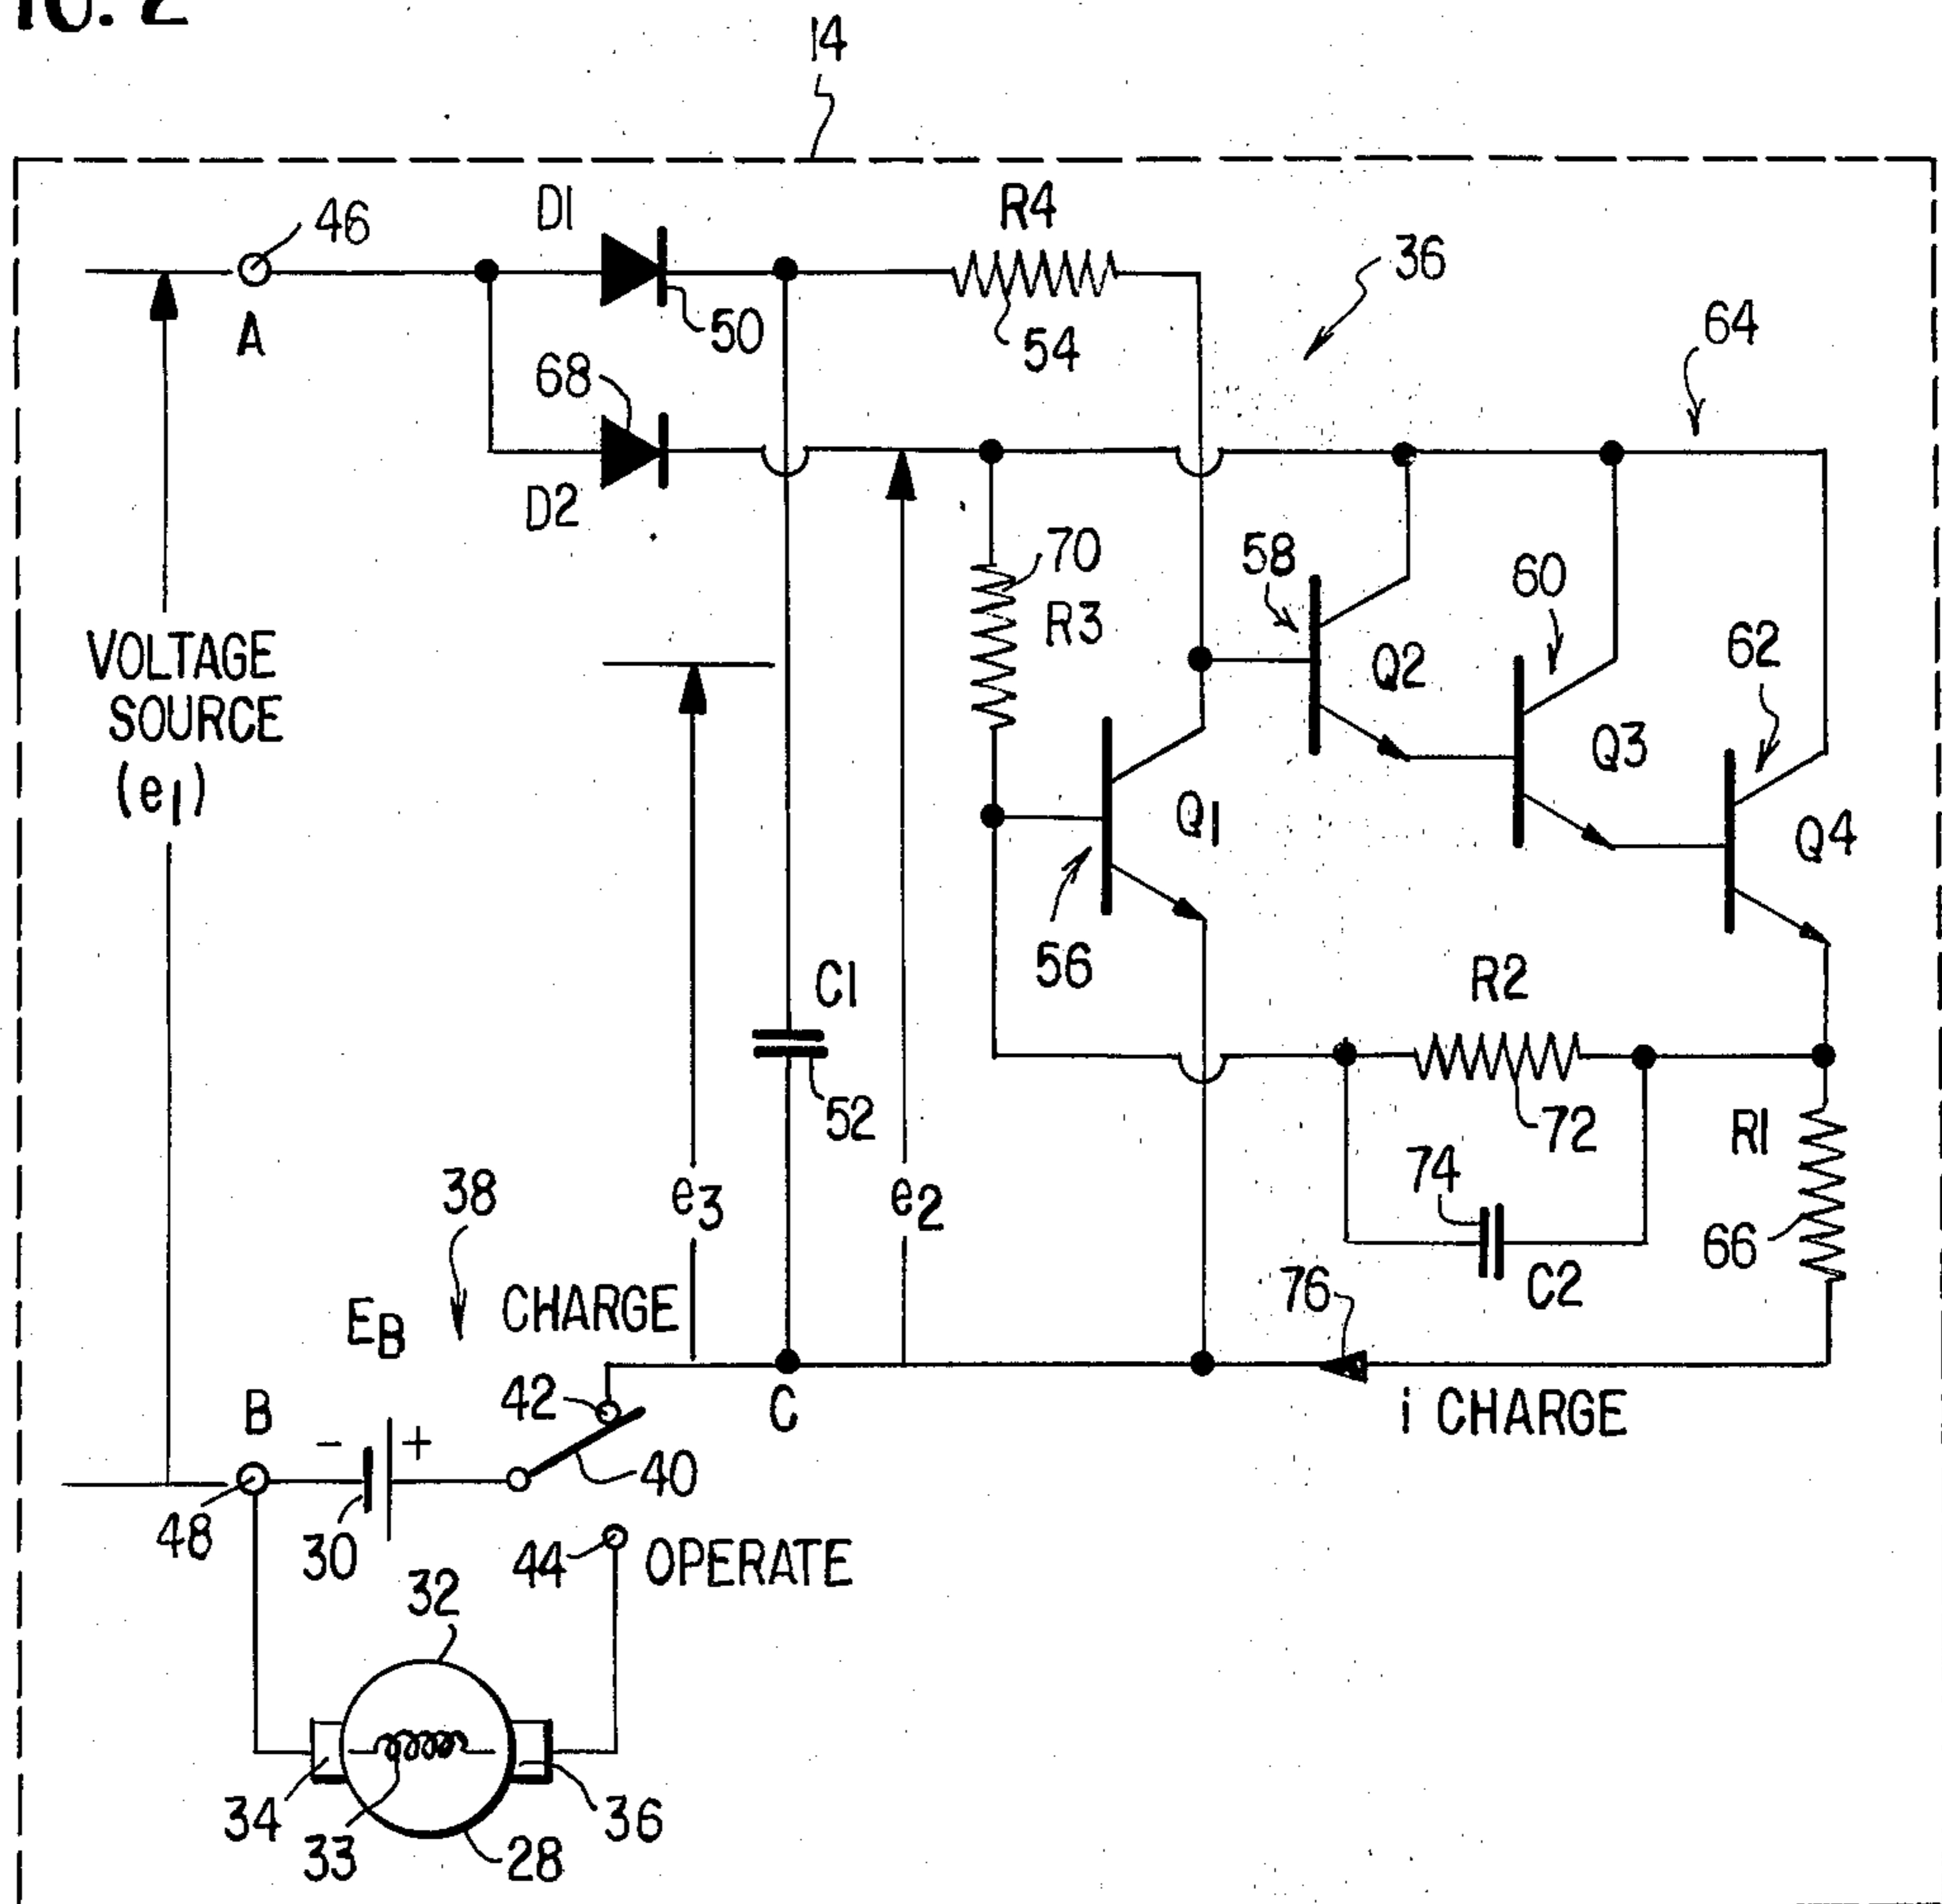 IG. 2
14
46
D1
R4
36
A
50
54
64
68
D2
70
58
60
R3
62
Q2
VOLTAGE
SOURCE
(e1)
Q3
Q1
Q4
56
C1
R2
52
72
R1
74
38
e3
e2
66
76
C2
EB
CHARGE
42
C
i CHARGE
B
- +
40
48
30
44
OPERATE
32
34
33
28
36